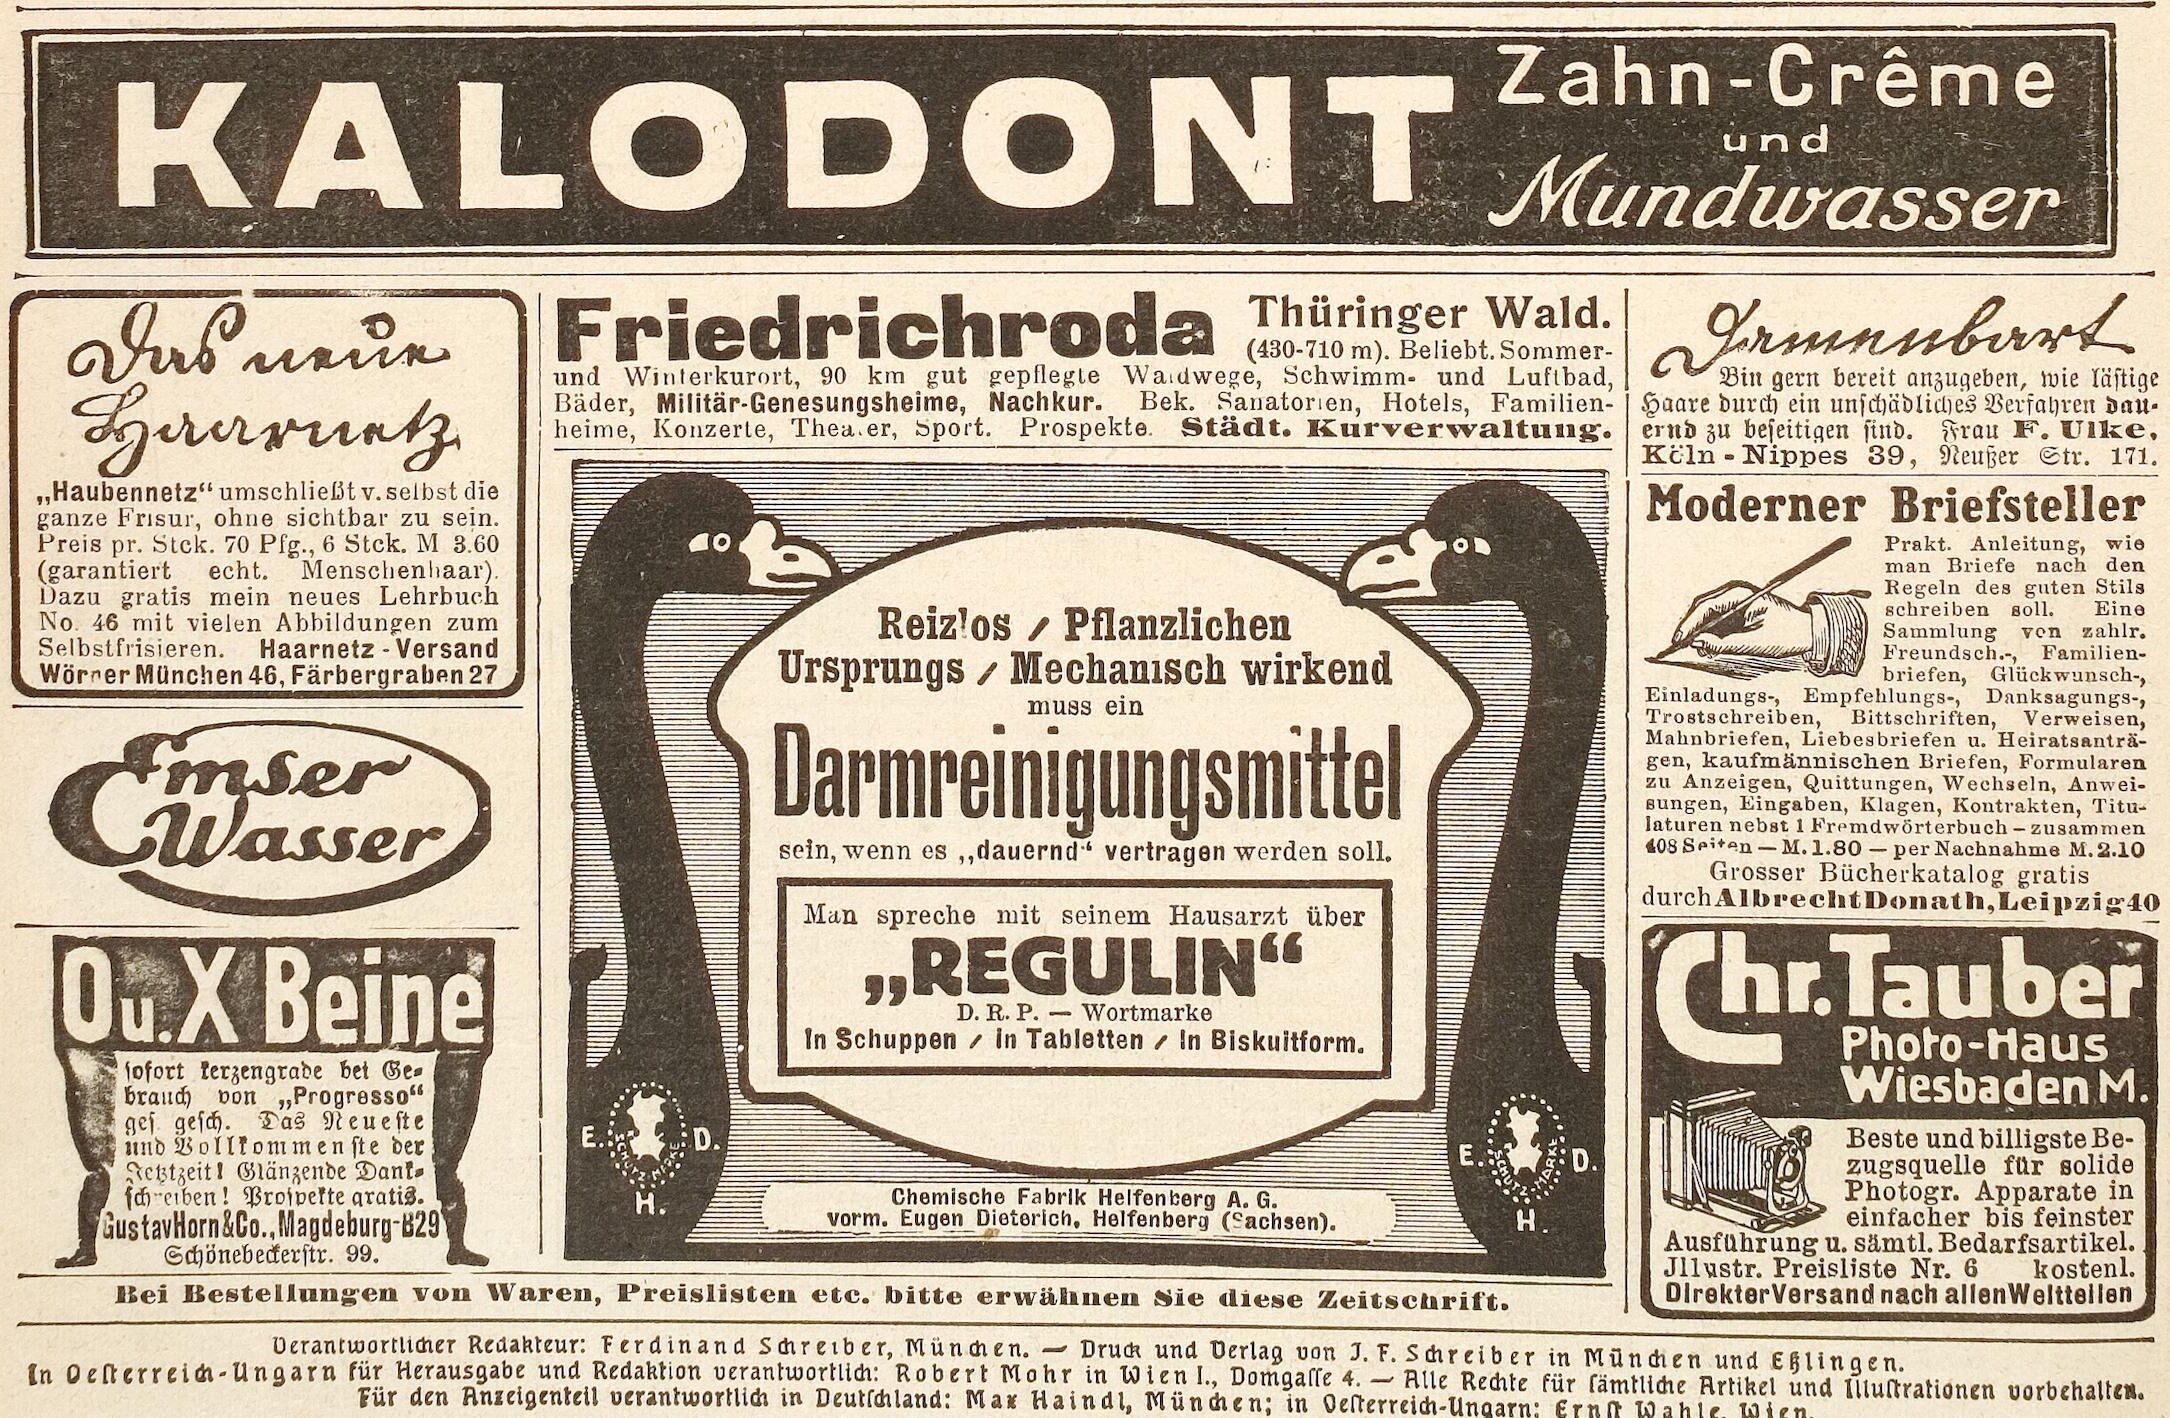 KALODONT
Zahn-Crême
und
Mundwasser
Das neue
Haarnetz
„Haubennetz“ umschließt v. selbst die
ganze Frisur, ohne sichtbar zu sein.
Preis pr. Stck. 70 Pfg., 6 Stck. M 3.60
(garantiert echt. Menschenhaar).
Dazu gratis mein neues Lehrbuch
No. 46 mit vielen Abbildungen zum
Selbstfrisieren. Haarnetz-Versand
Wörner München 46, Färbergraben 27
Emser
Wasser
O u. X Beine
sofort kerzengrade bei Ge-
brauch von „Progresso“
ges. gesch. Das Neueste
und Vollkommenste der
Jetztzeit! Glänzende Dank-
schreiben! Prospekte gratis.
Gustav Horn & Co., Magdeburg-B29
Schönebeckerstr. 99.
Friedrichroda Thüringer Wald.
(430-710 m). Beliebt. Sommer-
und Winterkurort, 90 km gut gepflegte Waldwege, Schwimm- und Luftbad,
Bäder, Militär-Genesungsheime, Nachkur. Bek. Sanatorien, Hotels, Familien-
heime, Konzerte, Theater, Sport. Prospekte. Städt. Kurverwaltung.
Reizlos / Pflanzlichen
Ursprungs / Mechanisch wirkend
muss ein
Darmreinigungsmittel
sein, wenn es „dauernd“ vertragen werden soll.
Man spreche mit seinem Hausarzt über
„REGULIN“
D. R. P. — Wortmarke
In Schuppen / In Tabletten / In Biskuitform.
E. D.
SCHUTZ-MARKE
H.
E. D.
SCHUTZ-MARKE
H.
Chemische Fabrik Helfenberg A. G.
vorm. Eugen Dieterich, Helfenberg (Sachsen).
Damenbart
Bin gern bereit anzugeben, wie lästige
Haare durch ein unschädliches Verfahren dau-
ernd zu beseitigen sind. Frau F. Ulke,
Köln-Nippes 39, Neußer Str. 171.
Moderner Briefsteller
Prakt. Anleitung, wie
man Briefe nach den
Regeln des guten Stils
schreiben soll. Eine
Sammlung von zahlr.
Freundsch.-, Familien-
briefen, Glückwunsch-,
Einladungs-, Empfehlungs-, Danksagungs-,
Trostschreiben, Bittschriften, Verweisen,
Mahnbriefen, Liebesbriefen u. Heiratsanträ-
gen, kaufmännischen Briefen, Formularen
zu Anzeigen, Quittungen, Wechseln, Anwei-
sungen, Eingaben, Klagen, Kontrakten, Titu-
laturen nebst 1 Fremdwörterbuch – zusammen
408 Seiten – M. 1.80 – per Nachnahme M. 2.10
Grosser Bücherkatalog gratis
durch Albrecht Donath, Leipzig 40
Chr. Tauber
Photo-Haus
Wiesbaden M.
Beste und billigste Be-
zugsquelle für solide
Photogr. Apparate in
einfacher bis feinster
Ausführung u. sämtl. Bedarfsartikel.
Jllustr. Preisliste Nr. 6 kostenl.
Direkter Versand nach allen Weltteilen
Bei Bestellungen von Waren, Preislisten etc. bitte erwähnen Sie diese Zeitschrift.
Verantwortlicher Redakteur: Ferdinand Schreiber, München. — Druck und Verlag von J. F. Schreiber in München und Eßlingen.
In Oesterreich-Ungarn für Herausgabe und Redaktion verantwortlich: Robert Mohr in Wien I., Domgasse 4. — Alle Rechte für sämtliche Artikel und Illustrationen vorbehalten.
Für den Anzeigenteil verantwortlich in Deutschland: Max Haindl, München; in Oesterreich-Ungarn: Ernst Wahle, Wien.